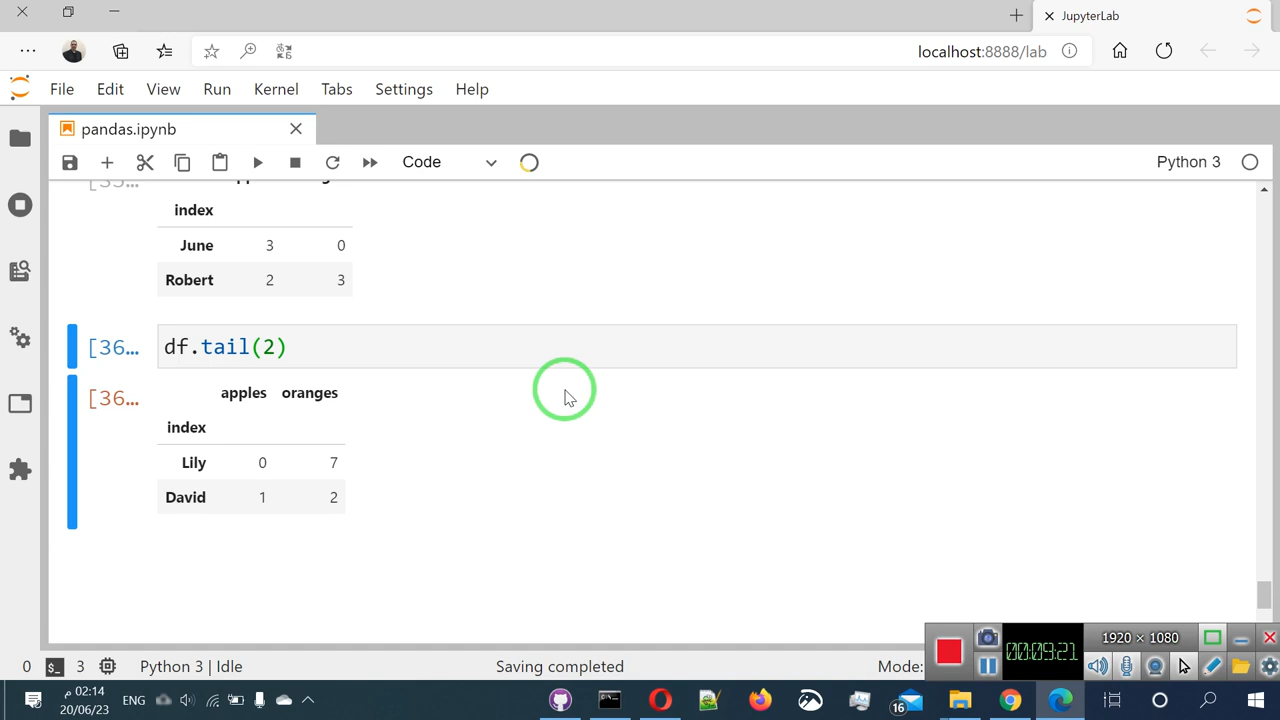 JupyterLab
localhost:8888/lab
File Edit View Run Kernel Tabs Settings Help
pandas.ipynb
Code
Python 3
index
June 3 0
Robert 2 3
[36... df.tail(2)
[36... apples oranges
index
Lily 0 7
David 1 2
1920 × 1080
00:09:21
0 3 Python 3 | Idle Saving completed Mode:
02:14 م
ENG
16
20/06/23